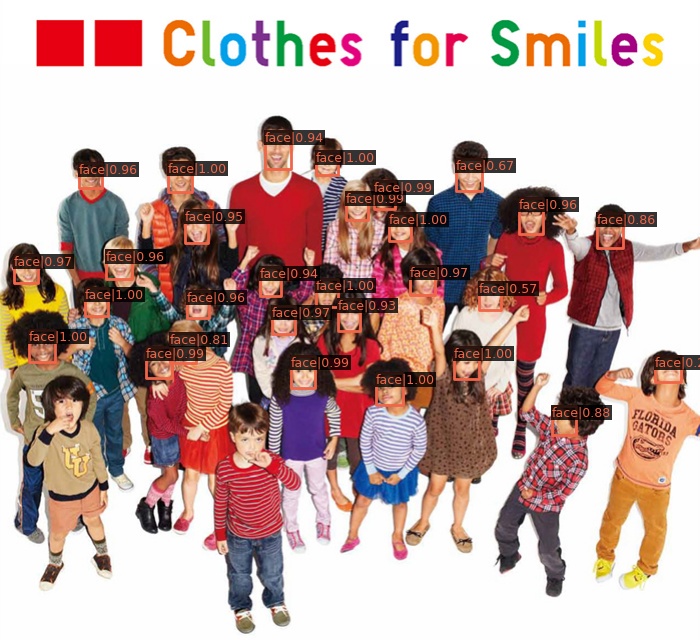 Clothes for Smiles
face|0.94
face|1.00
face|0.96
face|1.00
face|0.67
face|0.99
face|0.99
face|0.96
face|0.95
face|1.00
face|0.86
face|0.97
face|0.96
face|0.94
face|0.97
face|1.00
face|0.57
face|1.00
face|0.96
face|0.93
face|0.97
face|1.00
face|0.81
face|0.99
face|1.00
face|0.99
face|1.00
face|0.88
FLORIDA
GATORS